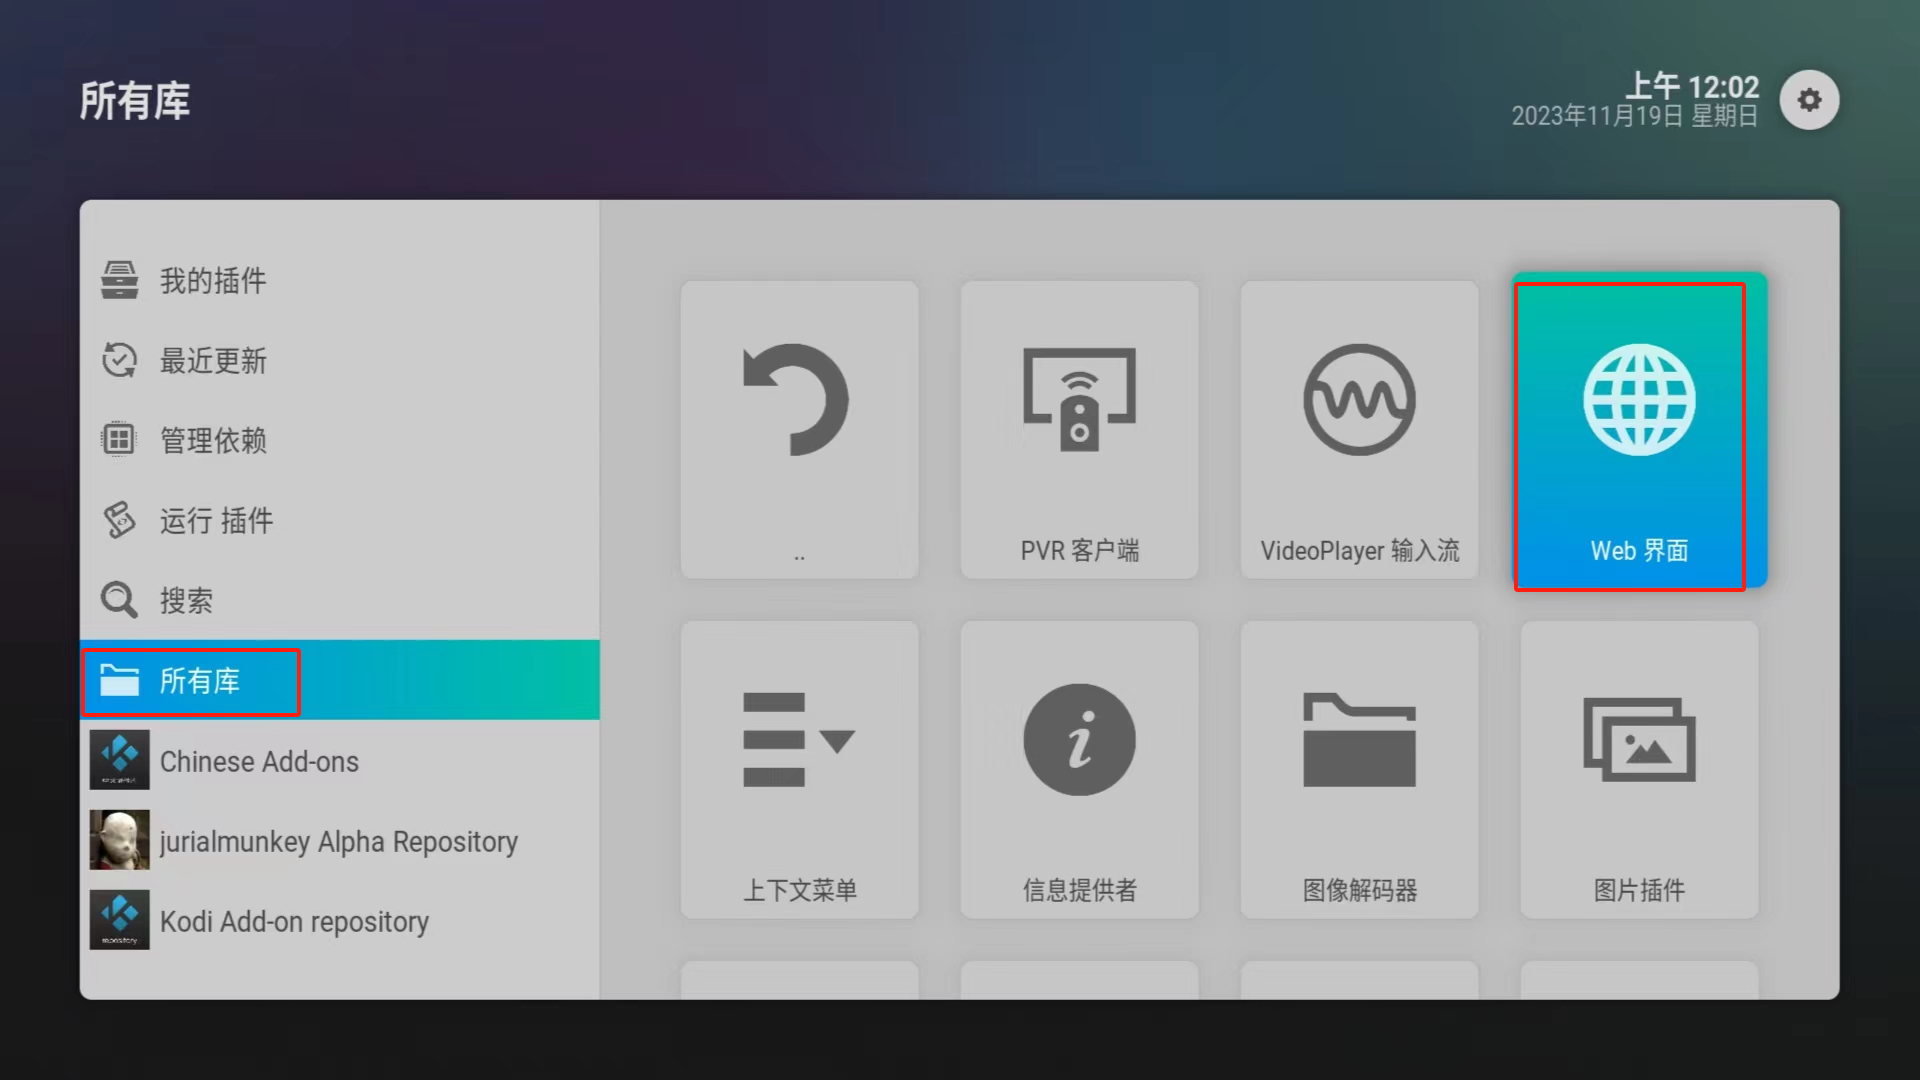 所有库
上午 12:02
2023年11月19日 星期日
我的插件
最近更新
管理依赖
运行 插件
搜索
所有库
Chinese Add-ons
jurialmunkey Alpha Repository
Kodi Add-on repository
repository
..
PVR 客户端
VideoPlayer 输入流
Web 界面
上下文菜单
信息提供者
图像解码器
图片插件